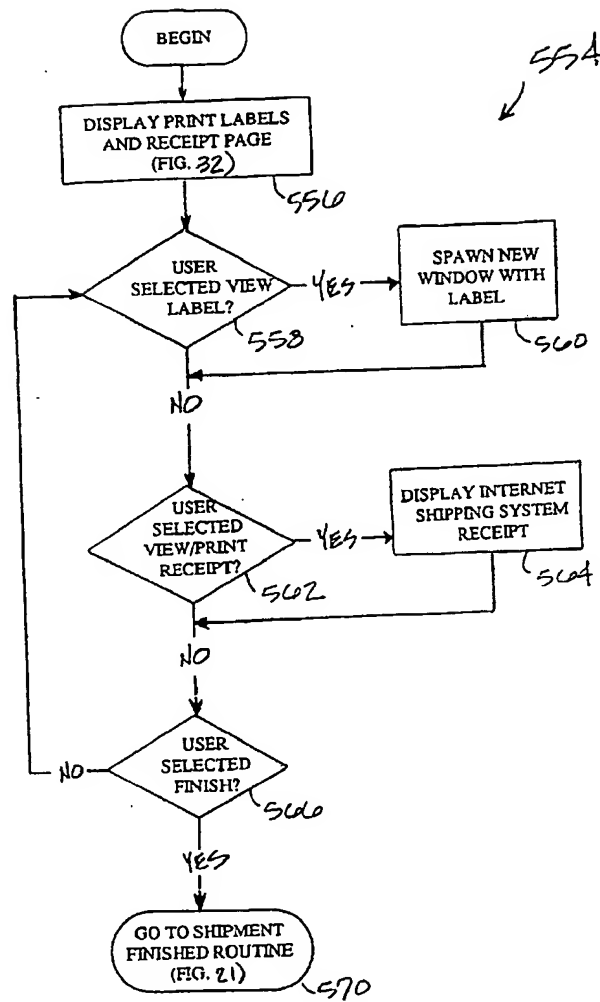 BEGIN
554
DISPLAY PRINT LABELS
AND RECEIPT PAGE
(FIG. 32)
556
USER
SELECTED VIEW
LABEL?
558
YES
SPAWN NEW
WINDOW WITH
LABEL
560
NO
USER
SELECTED
VIEW/PRINT
RECEIPT?
562
YES
DISPLAY INTERNET
SHIPPING SYSTEM
RECEIPT
564
NO
USER
SELECTED
FINISH?
566
NO
YES
GO TO SHIPMENT
FINISHED ROUTINE
(FIG. 21)
570